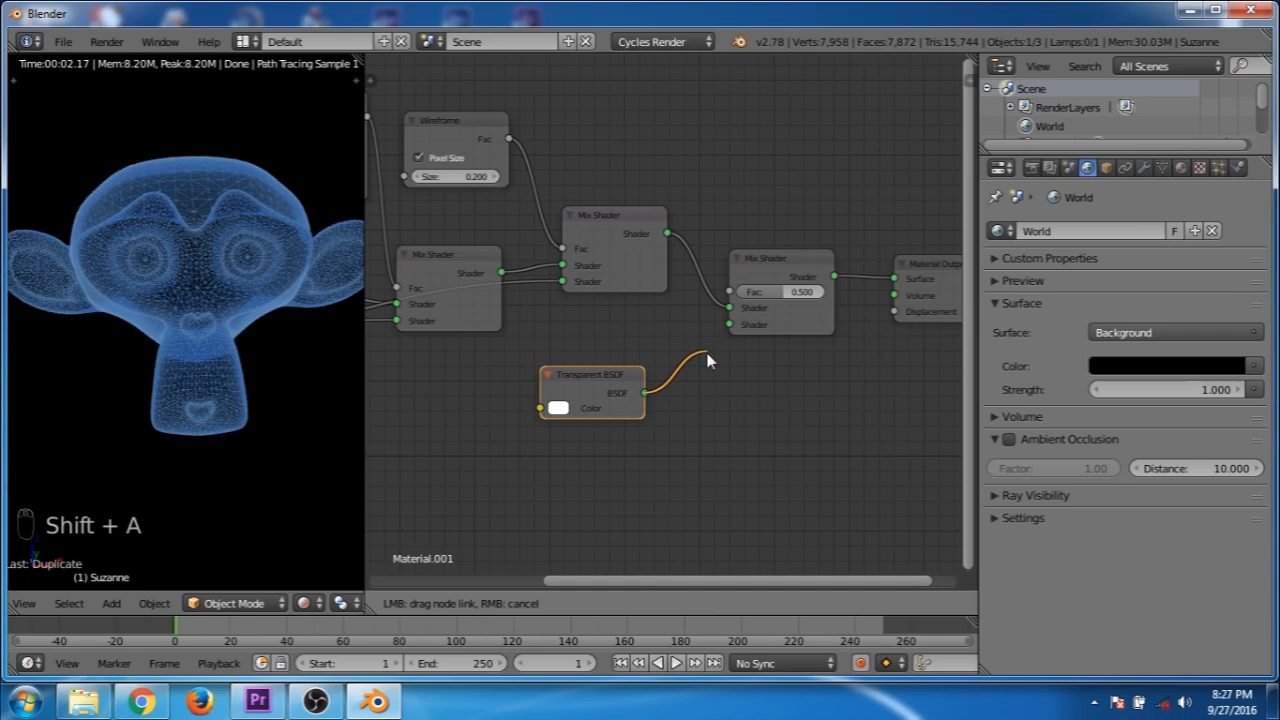 Blender
File Render Window Help Default Scene Cycles Render v2.78 | Verts:7,958 | Faces:7,872 | Tris:15,744 | Objects:1/3 | Lamps:0/1 | Mem:30.03M | Suzanne
Time:00:02.17 | Mem:8.20M, Peak:8.20M | Done | Path Tracing Sample 1
View Search All Scenes
Scene
RenderLayers |
World
Wireframe
Fac
Pixel Size
Size: 0.200
Mix Shader
Shader
Fac
Shader
Shader
Mix Shader
Shader
Fac
Shader
Shader
Mix Shader
Shader
Fac: 0.500
Shader
Shader
Material Outp
Surface
Volume
Displacement
Transparent BSDF
BSDF
Color
Material.001
World
World F
Custom Properties
Preview
Surface
Surface: Background
Color:
Strength: 1.000
Volume
Ambient Occlusion
Factor: 1.00 Distance: 10.000
Ray Visibility
Settings
Shift + A
ast: Duplicate
(1) Suzanne
View Select Add Object Object Mode
LMB: drag node link, RMB: cancel
-40 -20 0 20 40 60 80 100 120 140 160 180 200 220 240 260
View Marker Frame Playback Start: 1 End: 250 1 No Sync
Pr
8:27 PM
9/27/2016